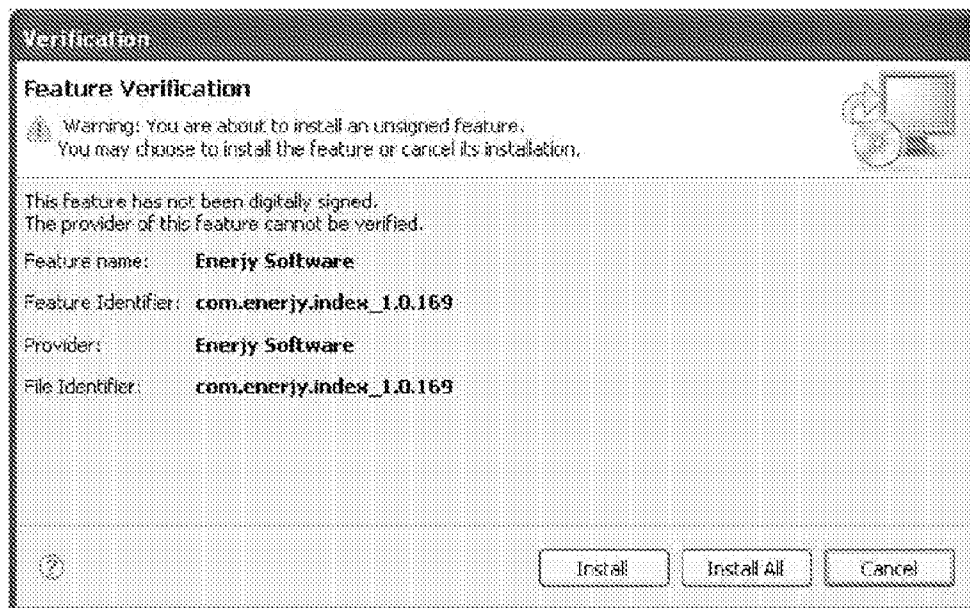 Verification
Feature Verification
Warning: You are about to install an unsigned feature.
You may choose to install the feature or cancel its installation.
This feature has not been digitally signed.
The provider of this feature cannot be verified.
Feature name: Enerjy Software
Feature Identifier: com.enerjy.index_1.0.169
Provider: Enerjy Software
File Identifier: com.enerjy.index_1.0.169
?
Install Install All Cancel